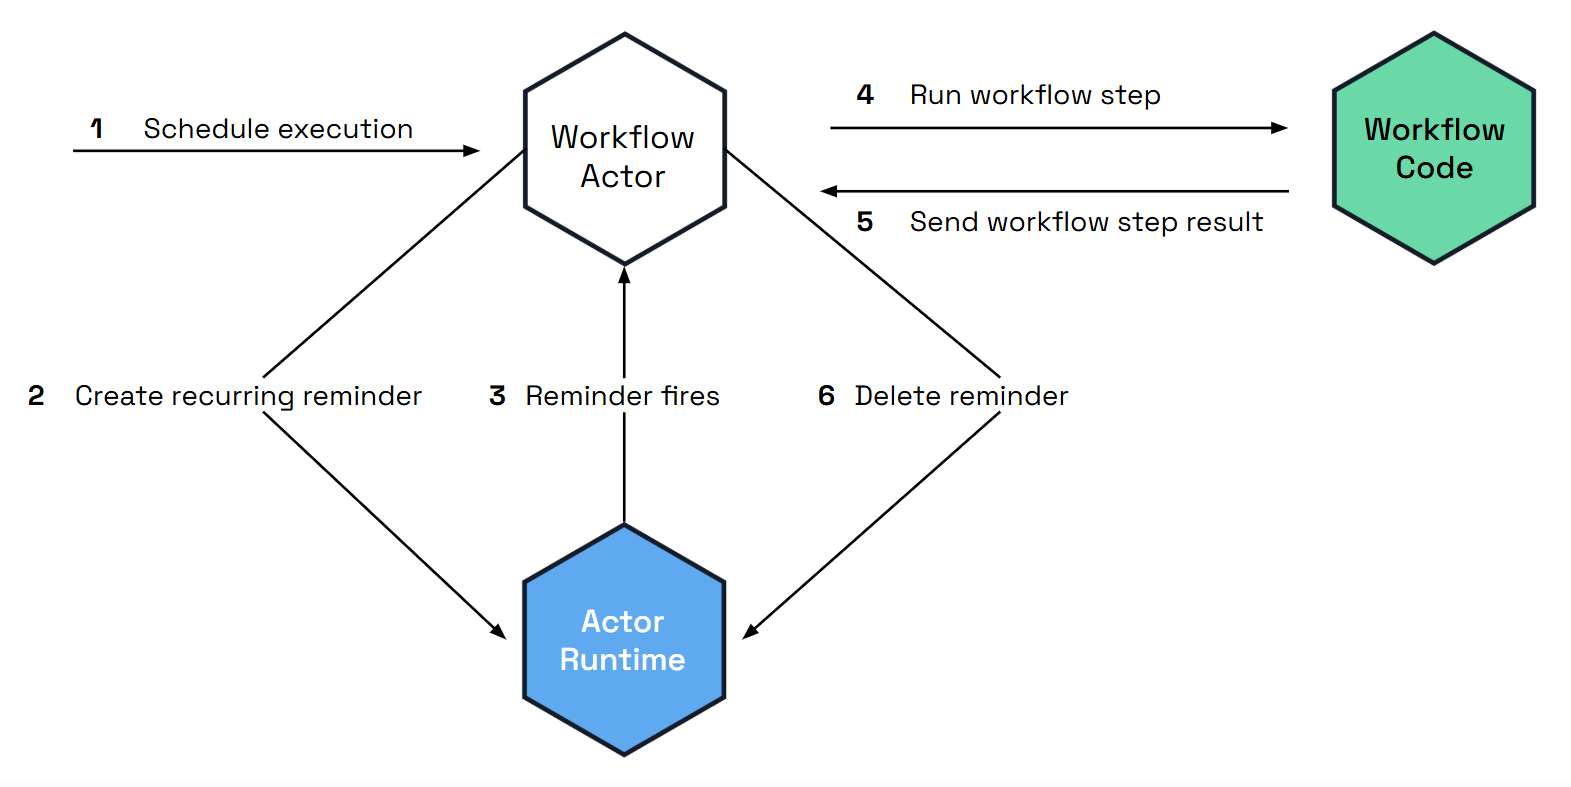 1 Schedule execution
Workflow
Actor
4 Run workflow step
5 Send workflow step result
Workflow
Code
2 Create recurring reminder
3 Reminder fires
6 Delete reminder
Actor
Runtime